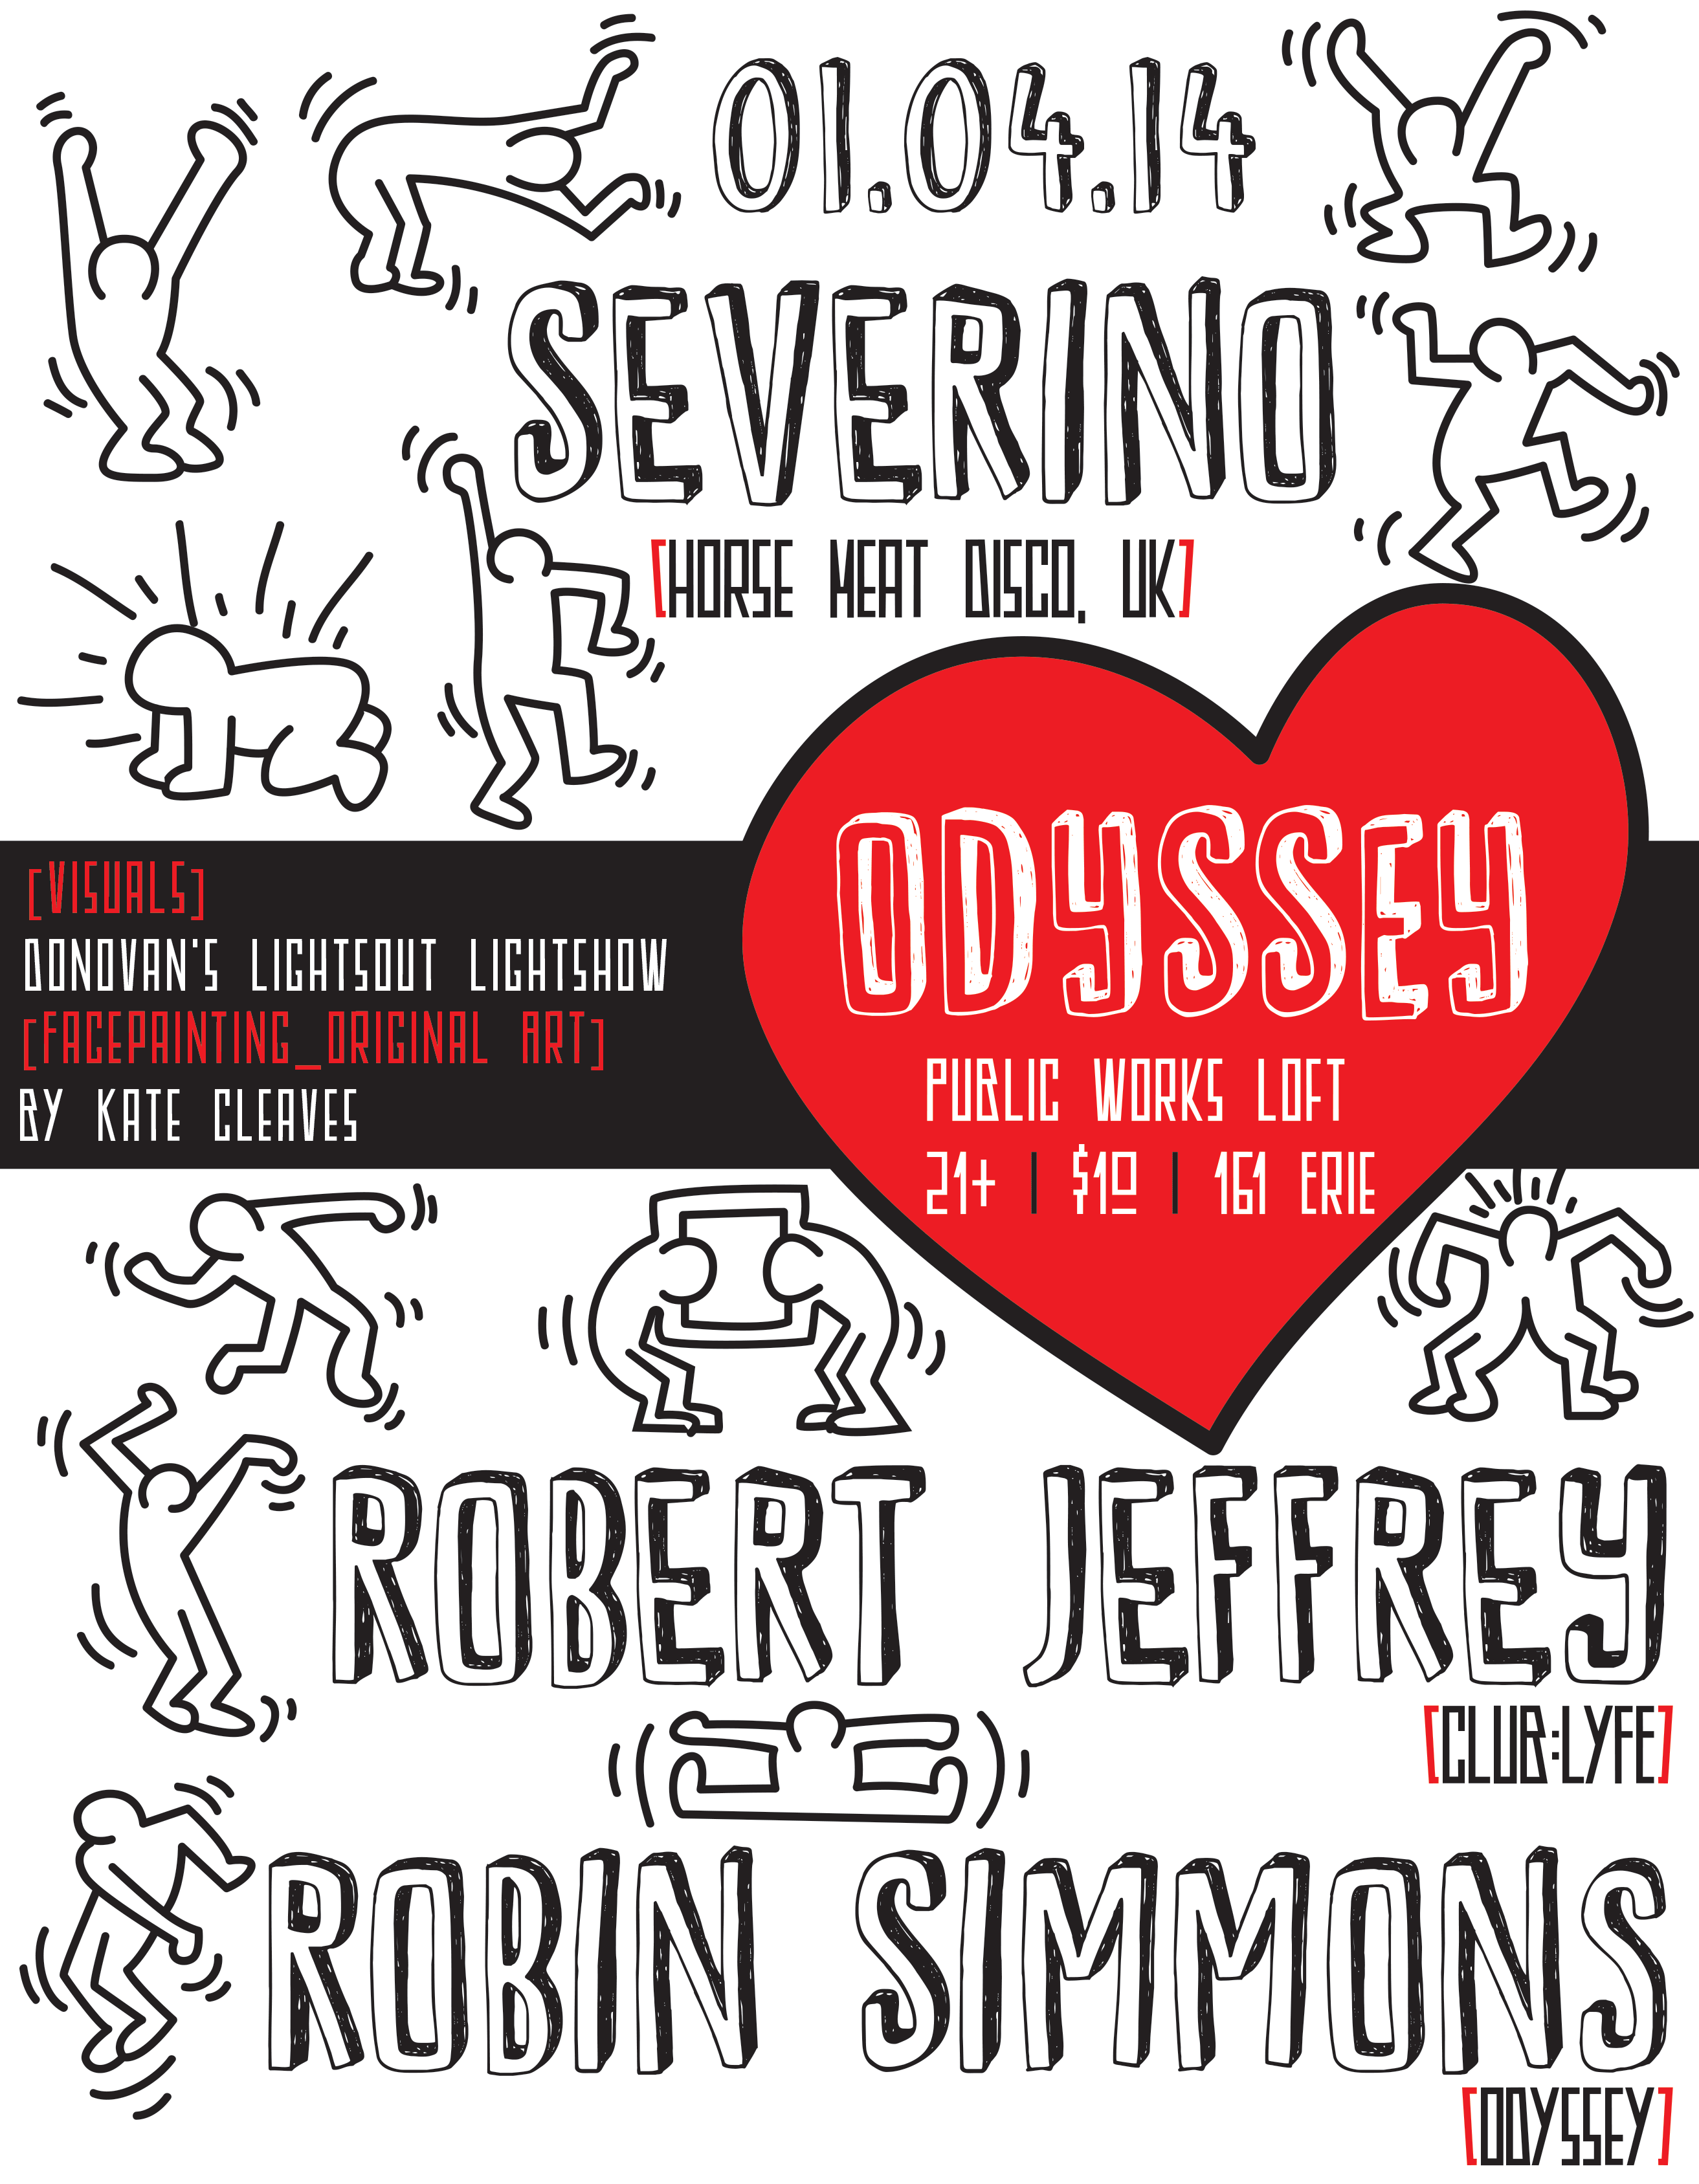 01.04.14
SEVERINO
[HORSE MEAT DISCO, UK]
ODYSSEY
PUBLIC WORKS LOFT
21+ | $10 | 161 ERIE
[VISUALS]
DONOVAN'S LIGHTSOUT LIGHTSHOW
[FACEPAINTING_ORIGINAL ART]
BY KATE CLEAVES
ROBERT JEFFREY
[CLUB:LYFE]
ROBIN SIMMONS
[ODYSSEY]